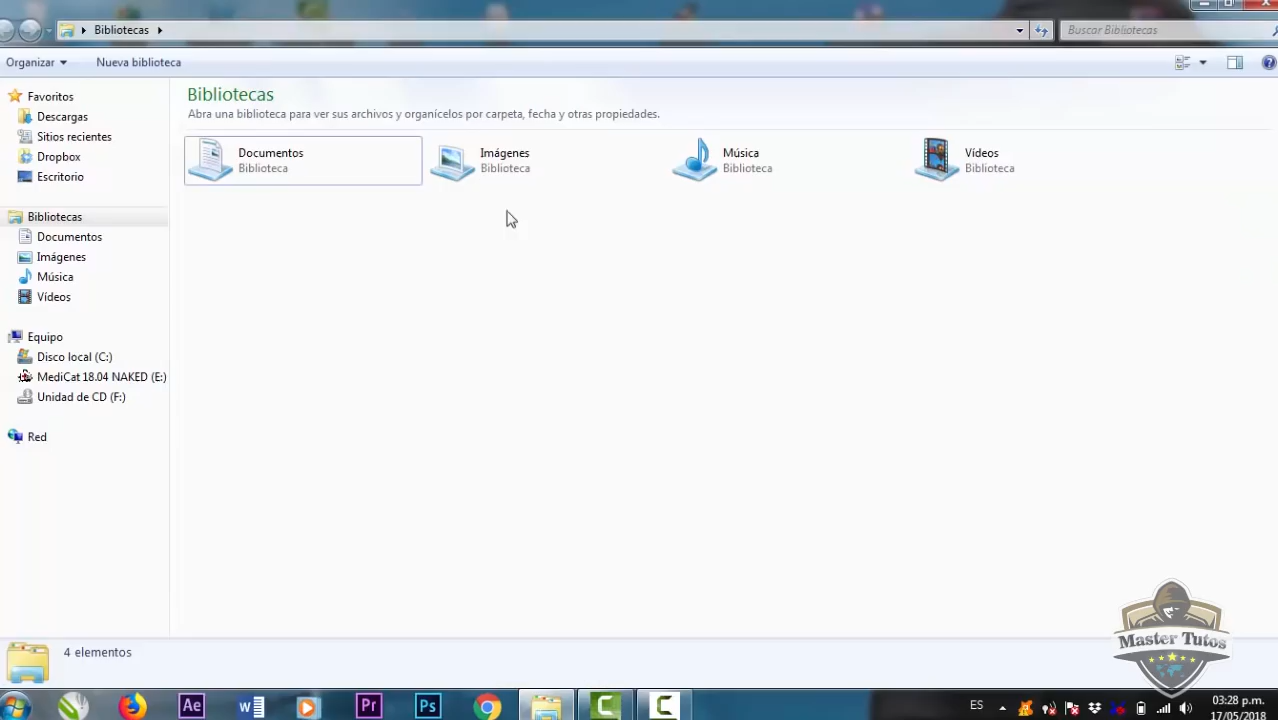 Bibliotecas
Buscar Bibliotecas
Organizar
Nueva biblioteca
Favoritos
Descargas
Sitios recientes
Dropbox
Escritorio
Bibliotecas
Documentos
Imágenes
Música
Vídeos
Equipo
Disco local (C:)
MediCat 18.04 NAKED (E:)
Unidad de CD (F:)
Red
Bibliotecas
Abra una biblioteca para ver sus archivos y organícelos por carpeta, fecha y otras propiedades.
Documentos
Biblioteca
Imágenes
Biblioteca
Música
Biblioteca
Vídeos
Biblioteca
4 elementos
Master Tutos
Ae
W
Pr
Ps
ES
03:28 p.m.
17/05/2018